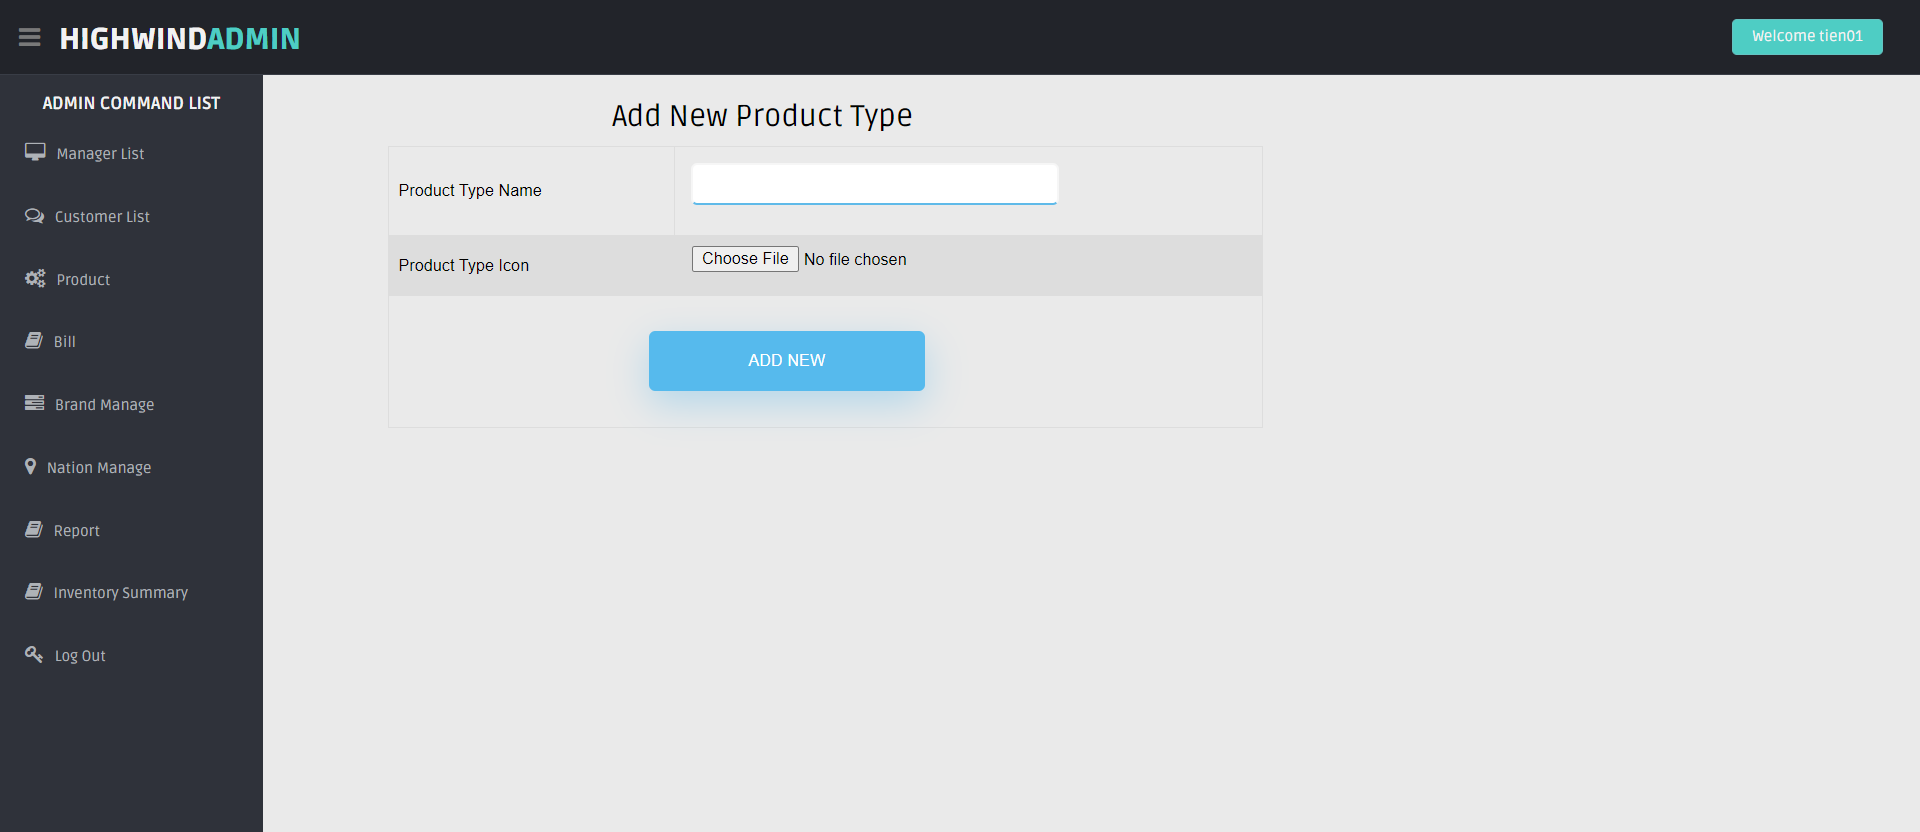 HIGHWINDADMIN
Welcome tien01
ADMIN COMMAND LIST
Manager List
Customer List
Product
Bill
Brand Manage
Nation Manage
Report
Inventory Summary
Log Out
Add New Product Type
Product Type Name
Product Type Icon
Choose File No file chosen
ADD NEW